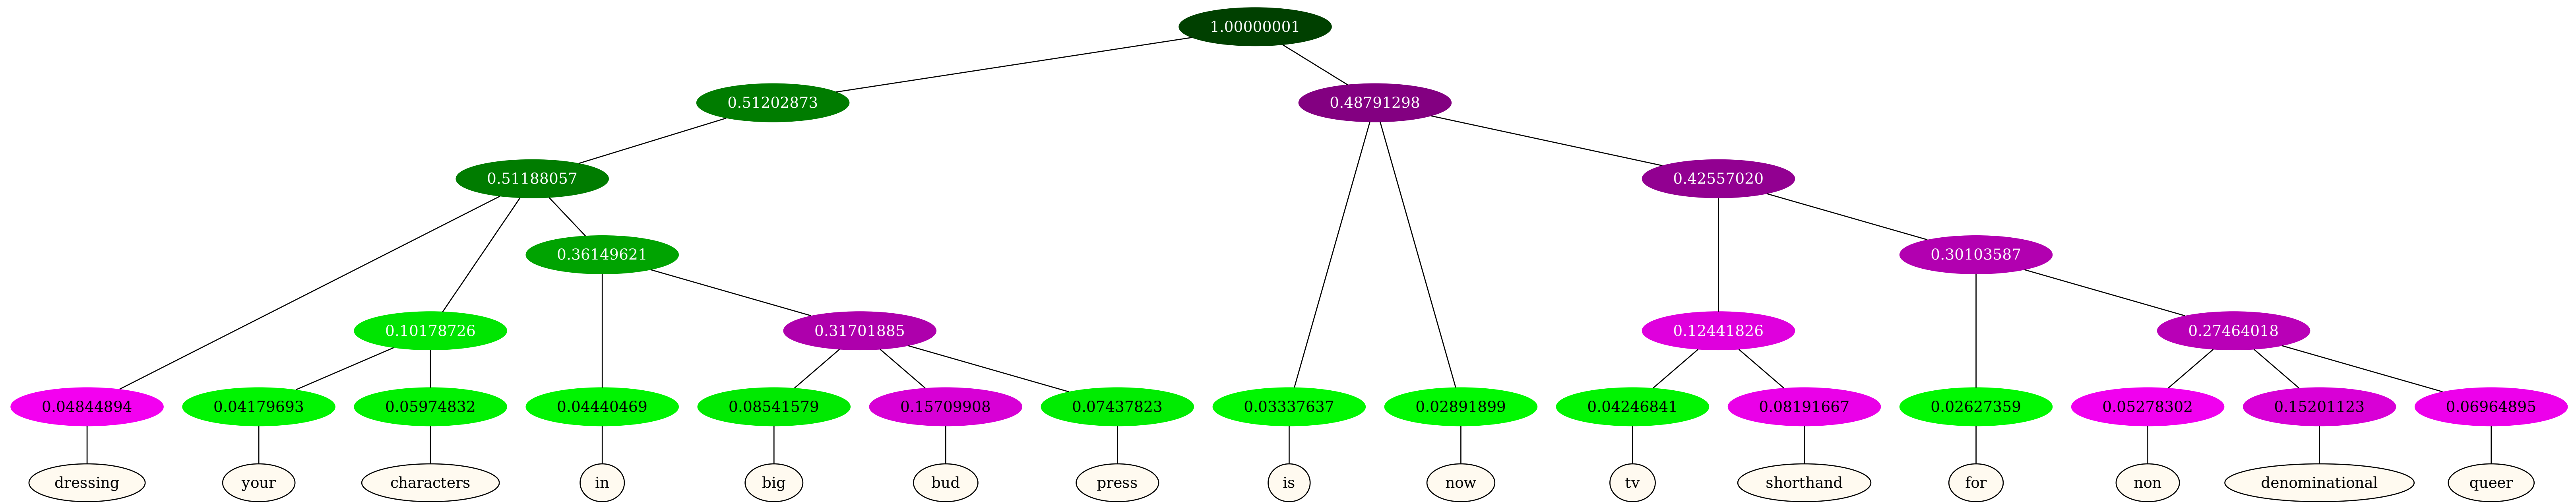 1.00000001
0.51202873 0.48791298
0.51188057 0.42557020
0.36149621 0.30103587
0.10178726 0.31701885 0.12441826 0.27464018
0.04844894 0.04179693 0.05974832 0.04440469 0.08541579 0.15709908 0.07437823 0.03337637 0.02891899 0.04246841 0.08191667 0.02627359 0.05278302 0.15201123 0.06964895
dressing your characters in big bud press is now tv shorthand for non denominational queer